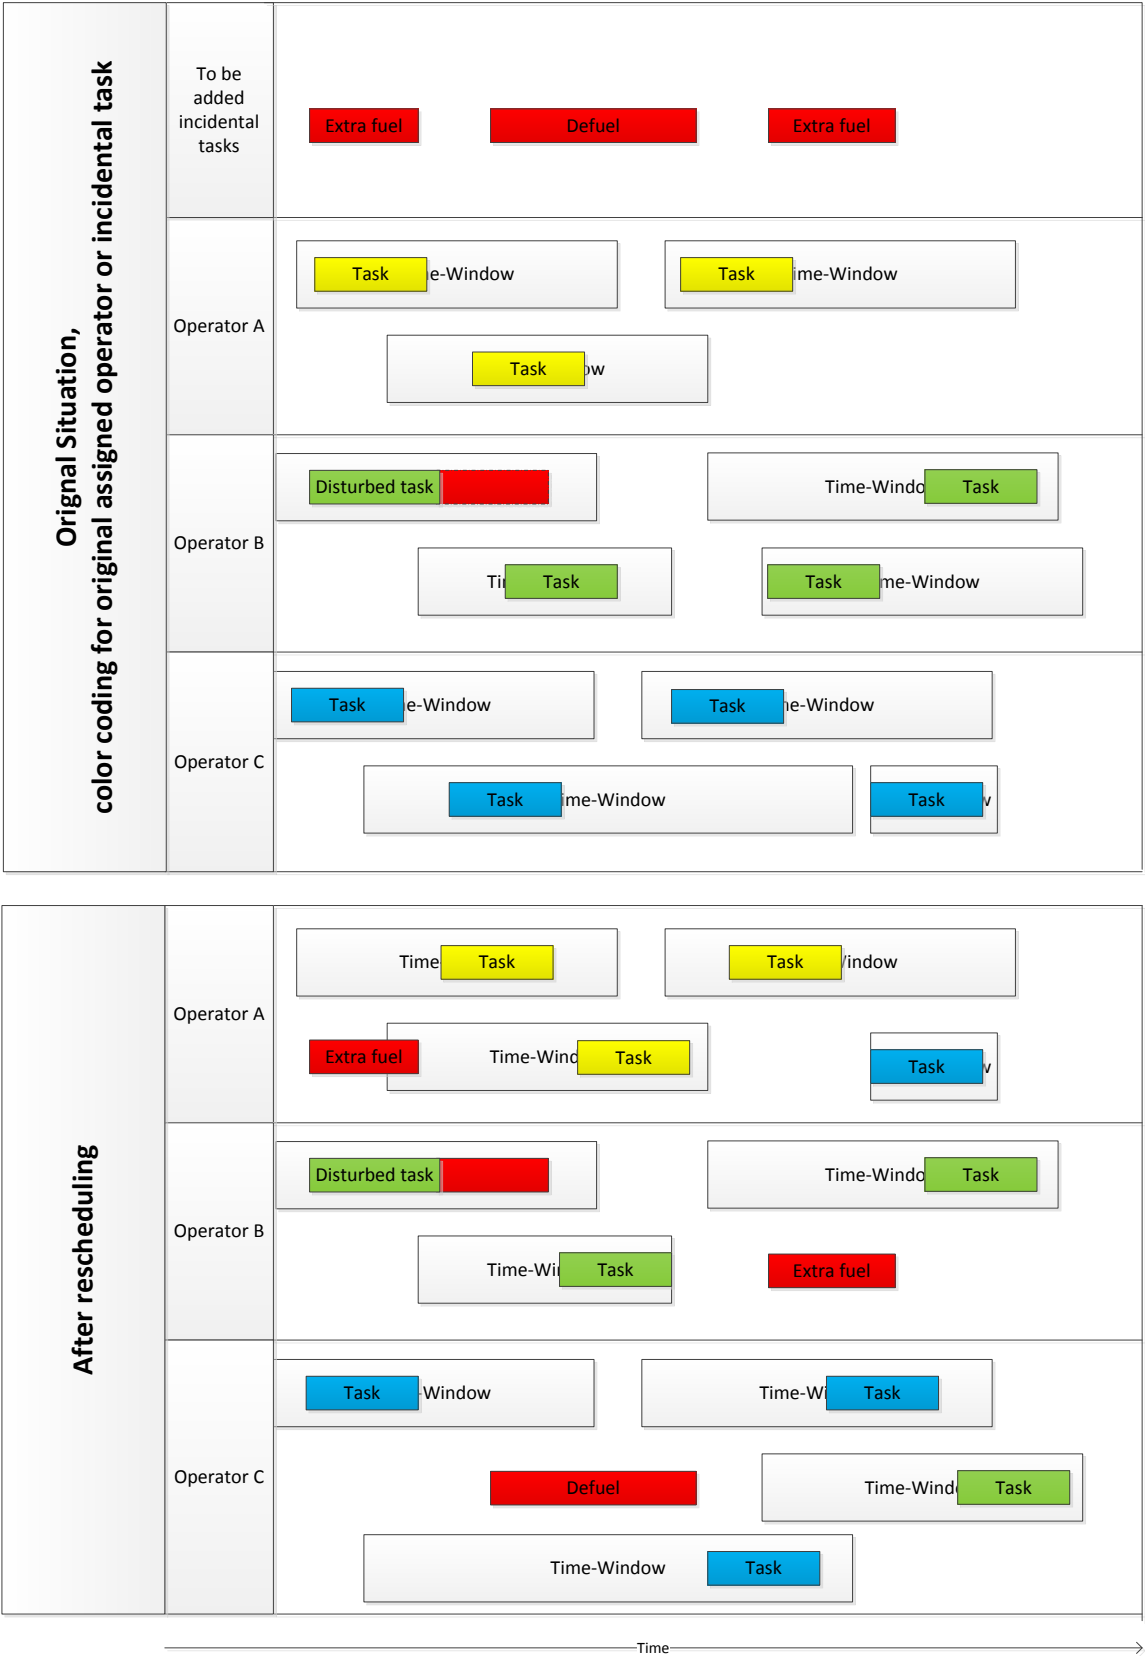 Orignal Situation,
color coding for original assigned operator or incidental task
To be
added
incidental
tasks
Extra fuel
Defuel
Extra fuel
Operator A
Task
e-Window
Task
ime-Window
Task
ow
Operator B
Disturbed task
Time-Windo
Task
Ti
Task
Task
me-Window
Operator C
Task
e-Window
Task
e-Window
Task
ime-Window
Task
w
After rescheduling
Operator A
Time
Task
Task
Window
Extra fuel
Time-Wind
Task
Task
w
Operator B
Disturbed task
Time-Windo
Task
Time-Wi
Task
Extra fuel
Operator C
Task
-Window
Time-Wi
Task
Defuel
Time-Wind
Task
Time-Window
Task
Time